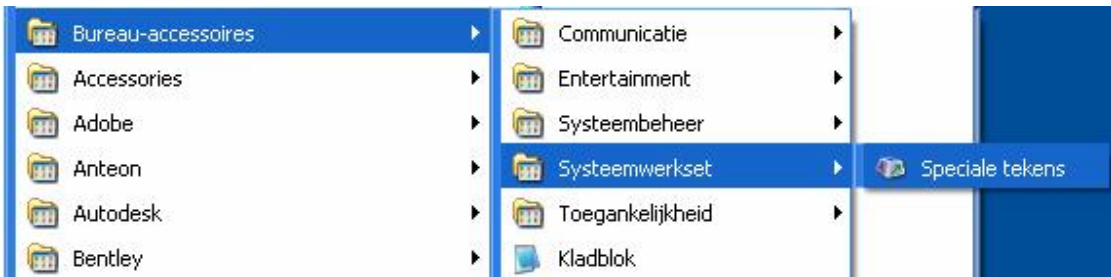 Bureau-accessoires
Accessories
Adobe
Anteon
Autodesk
Bentley
Communicatie
Entertainment
Systeembeheer
Systeemwerkset
Toegankelijkheid
Kladblok
Speciale tekens